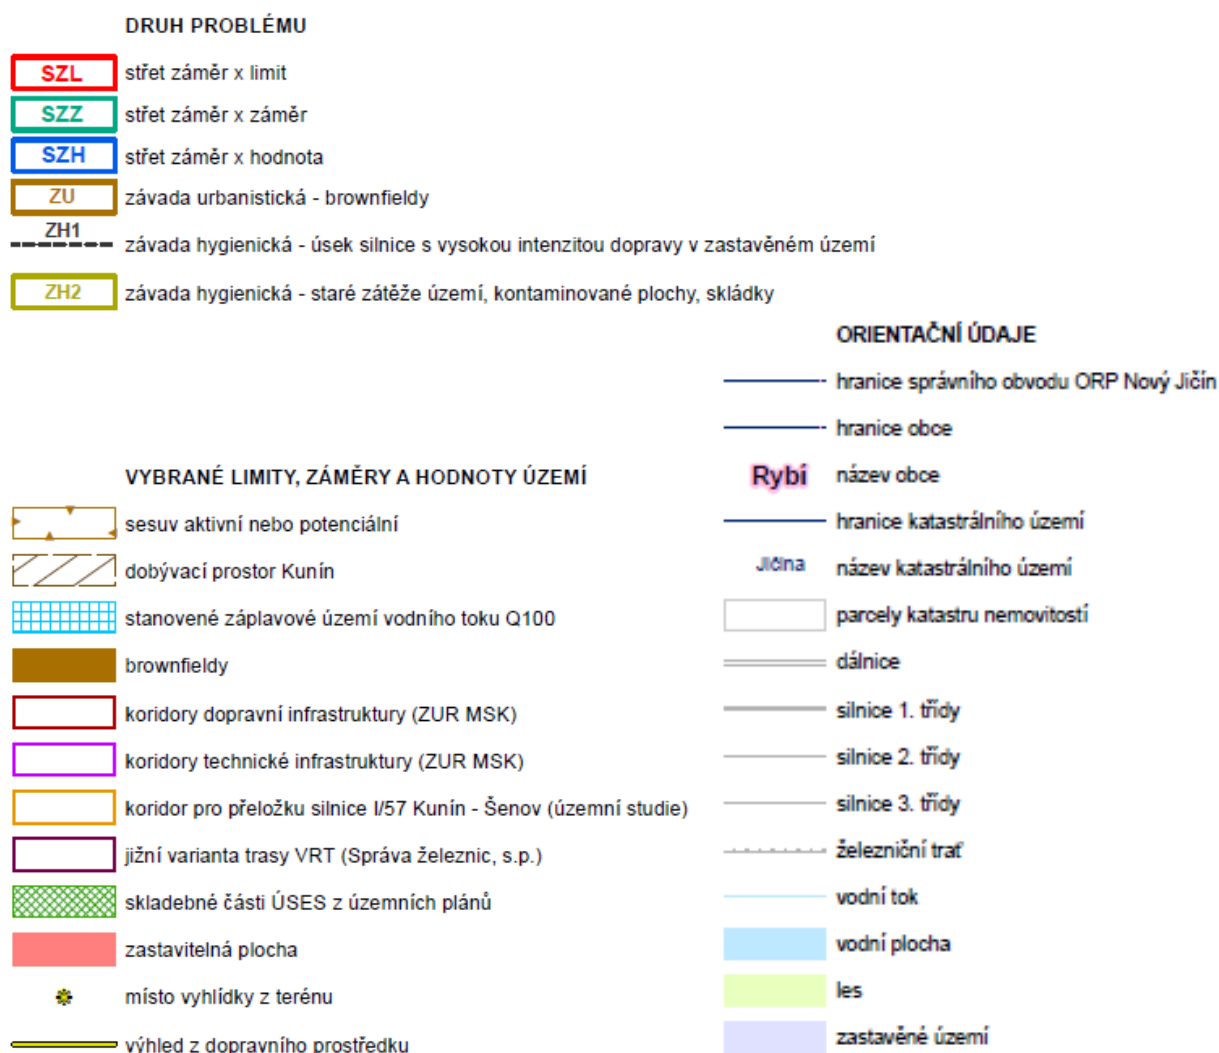 DRUH PROBLÉMU
SZL střet záměr x limit
SZZ střet záměr x záměr
SZH střet záměr x hodnota
ZU závada urbanistická - brownfieldy
ZH1 závada hygienická - úsek silnice s vysokou intenzitou dopravy v zastavěném území
ZH2 závada hygienická - staré zátěže území, kontaminované plochy, skládky
VYBRANÉ LIMITY, ZÁMĚRY A HODNOTY ÚZEMÍ
sesuv aktivní nebo potenciální
dobývací prostor Kunín
stanovené záplavové území vodního toku Q100
brownfieldy
koridory dopravní infrastruktury (ZUR MSK)
koridory technické infrastruktury (ZUR MSK)
koridor pro přeložku silnice I/57 Kunín - Šenov (územní studie)
jižní varianta trasy VRT (Správa železnic, s.p.)
skladebné části ÚSES z územních plánů
zastavitelná plocha
místo vyhlídky z terénu
výhled z dopravního prostředku
ORIENTAČNÍ ÚDAJE
hranice správního obvodu ORP Nový Jičín
hranice obce
Rybí název obce
hranice katastrálního území
Jičina název katastrálního území
parcely katastru nemovitostí
dálnice
silnice 1. třídy
silnice 2. třídy
silnice 3. třídy
železniční trať
vodní tok
vodní plocha
les
zastavěné území